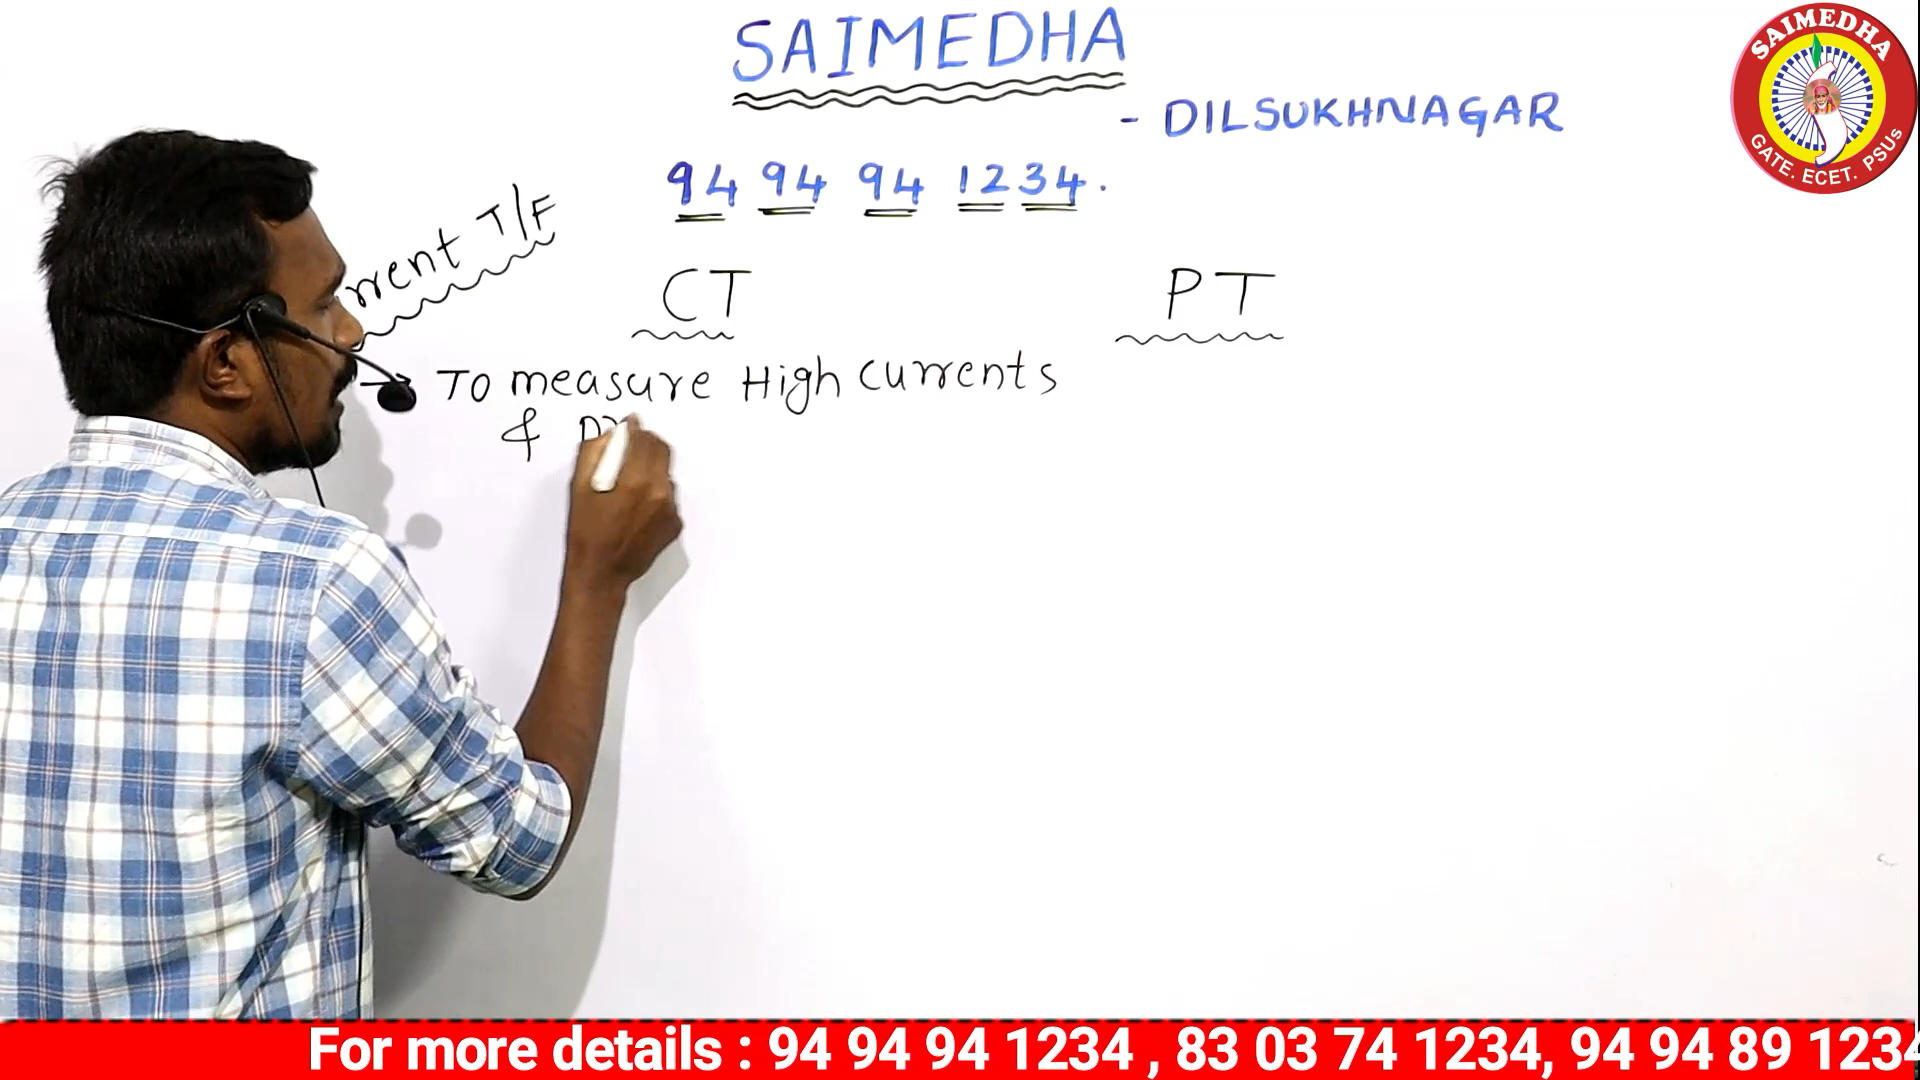 SAIMEDHA
- DILSUKHNAGAR
94 94 94 1234.
SAIMEDHA
GATE. ECET. PSUs
T/F
CT
PT
→ To measure High Currents
&
For more details : 94 94 94 1234 , 83 03 74 1234, 94 94 89 1234